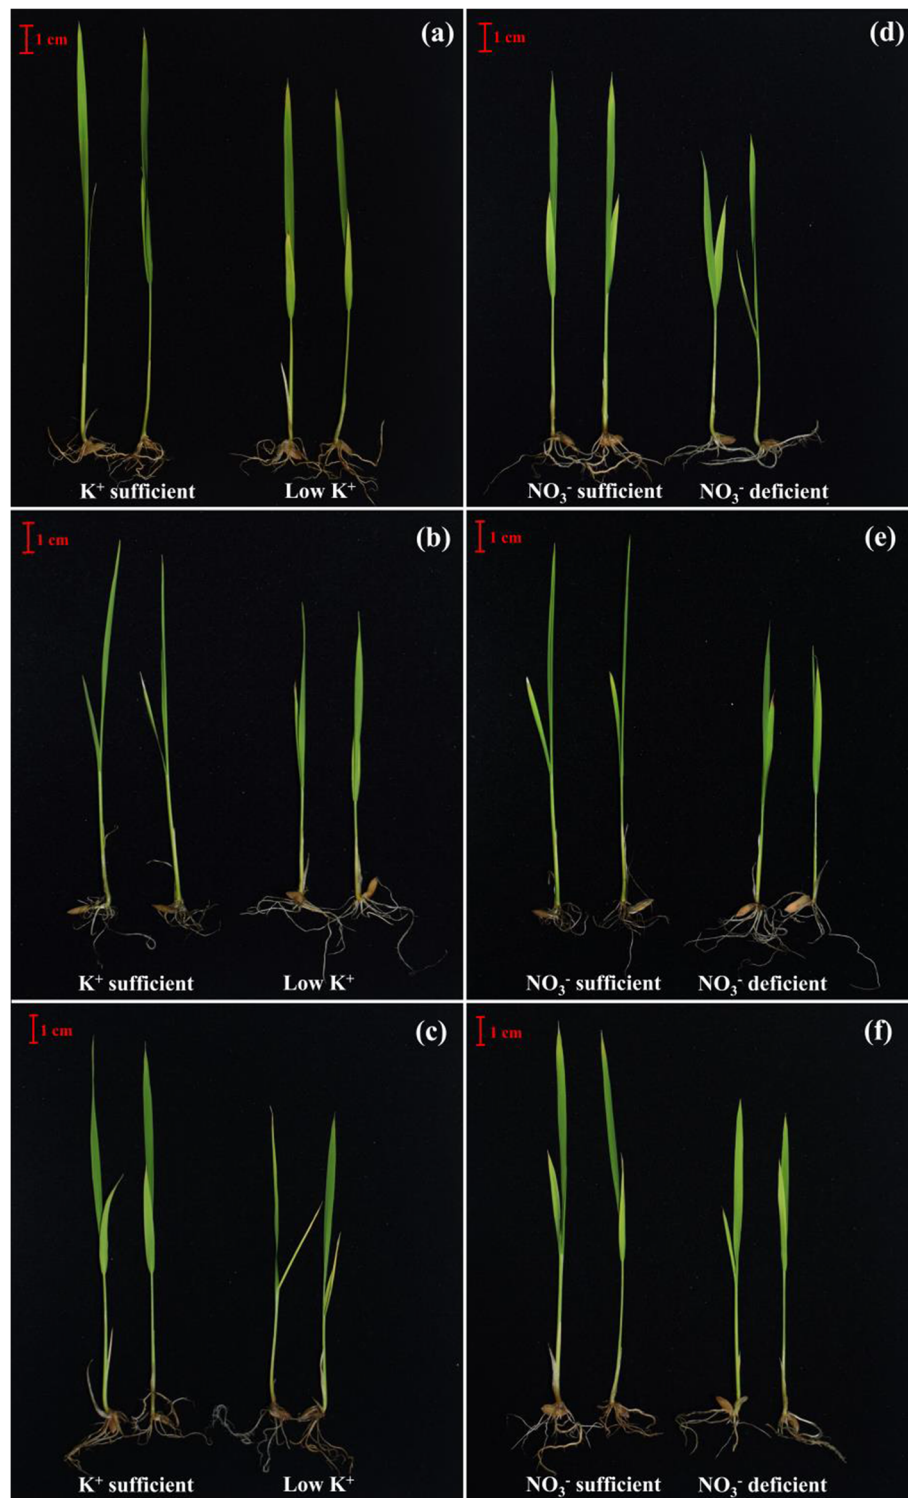 1 cm
(a)
K⁺ sufficient
Low K⁺
1 cm
(d)
NO₃⁻ sufficient
NO₃⁻ deficient
1 cm
(b)
K⁺ sufficient
Low K⁺
1 cm
(e)
NO₃⁻ sufficient
NO₃⁻ deficient
1 cm
(c)
K⁺ sufficient
Low K⁺
1 cm
(f)
NO₃⁻ sufficient
NO₃⁻ deficient